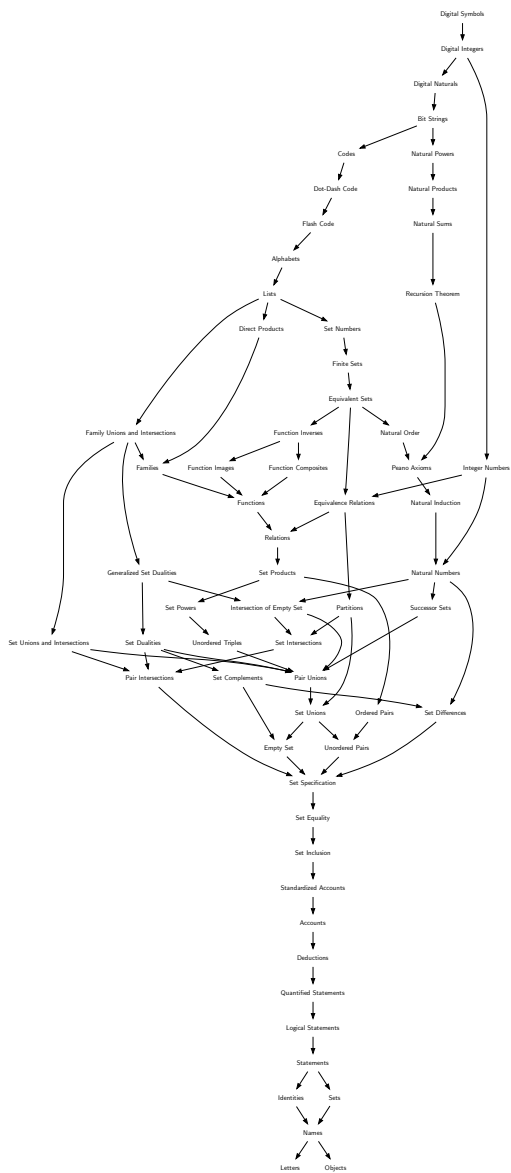 Digital Symbols
Digital Integers
Digital Naturals
Bit Strings
Codes
Natural Powers
Dot-Dash Code
Natural Products
Flash Code
Natural Sums
Alphabets
Lists
Recursion Theorem
Direct Products
Set Numbers
Finite Sets
Equivalent Sets
Family Unions and Intersections
Function Inverses
Natural Order
Families
Function Images
Function Composites
Peano Axioms
Integer Numbers
Functions
Equivalence Relations
Natural Induction
Relations
Generalized Set Dualities
Set Products
Natural Numbers
Set Powers
Intersection of Empty Set
Partitions
Successor Sets
Set Unions and Intersections
Set Dualities
Unordered Triples
Set Intersections
Pair Intersections
Set Complements
Pair Unions
Set Unions
Ordered Pairs
Set Differences
Empty Set
Unordered Pairs
Set Specification
Set Equality
Set Inclusion
Standardized Accounts
Accounts
Deductions
Quantified Statements
Logical Statements
Statements
Identities
Sets
Names
Letters
Objects